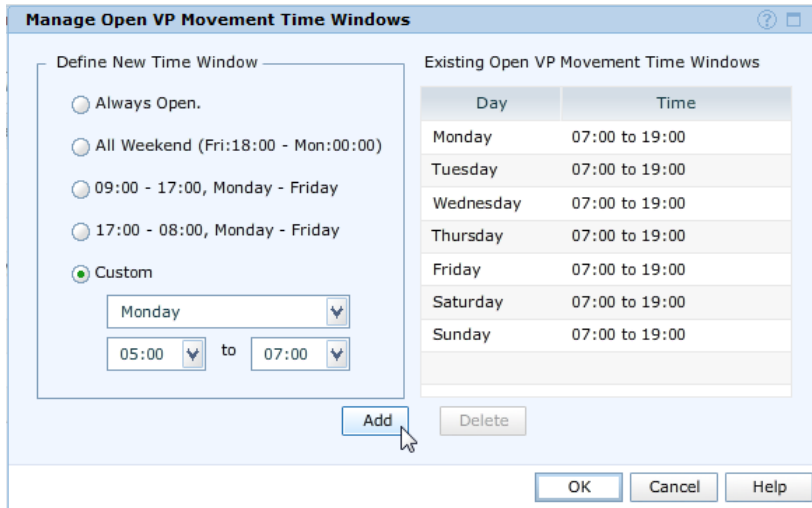 Manage Open VP Movement Time Windows
Define New Time Window
Always Open.
All Weekend (Fri:18:00 - Mon:00:00)
09:00 - 17:00, Monday - Friday
17:00 - 08:00, Monday - Friday
Custom
Monday
05:00 to 07:00
Existing Open VP Movement Time Windows
Day Time
Monday 07:00 to 19:00
Tuesday 07:00 to 19:00
Wednesday 07:00 to 19:00
Thursday 07:00 to 19:00
Friday 07:00 to 19:00
Saturday 07:00 to 19:00
Sunday 07:00 to 19:00
Add Delete
OK Cancel Help